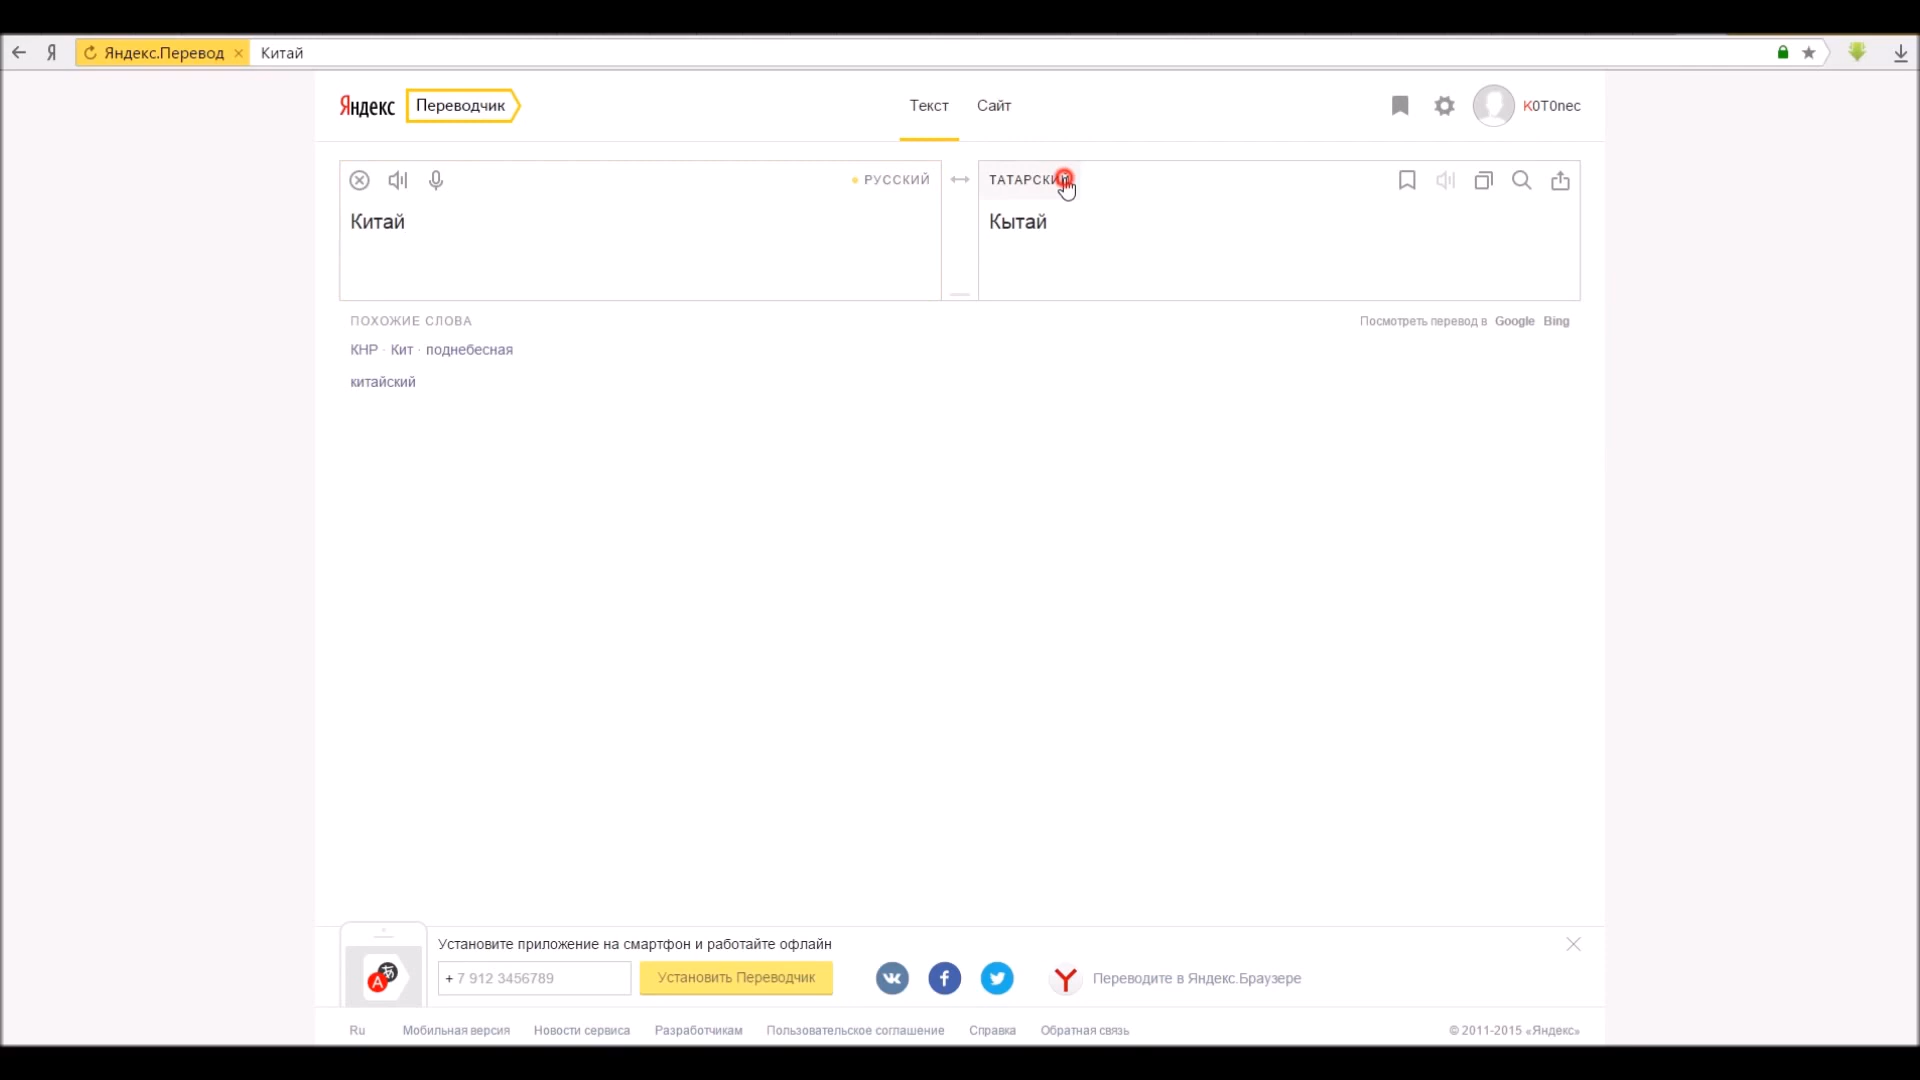 Яндекс.Перевод
Китай
Яндекс Переводчик
Текст Сайт
K0T0nec
РУССКИЙ
ТАТАРСКИЙ
Китай
Кытай
ПОХОЖИЕ СЛОВА
Посмотреть перевод в Google Bing
КНР · Кит · поднебесная
китайский
Установите приложение на смартфон и работайте офлайн
+ 7 912 3456789
Установить Переводчик
Переводите в Яндекс.Браузере
Ru Мобильная версия Новости сервиса Разработчикам Пользовательское соглашение Справка Обратная связь
© 2011-2015 «Яндекс»